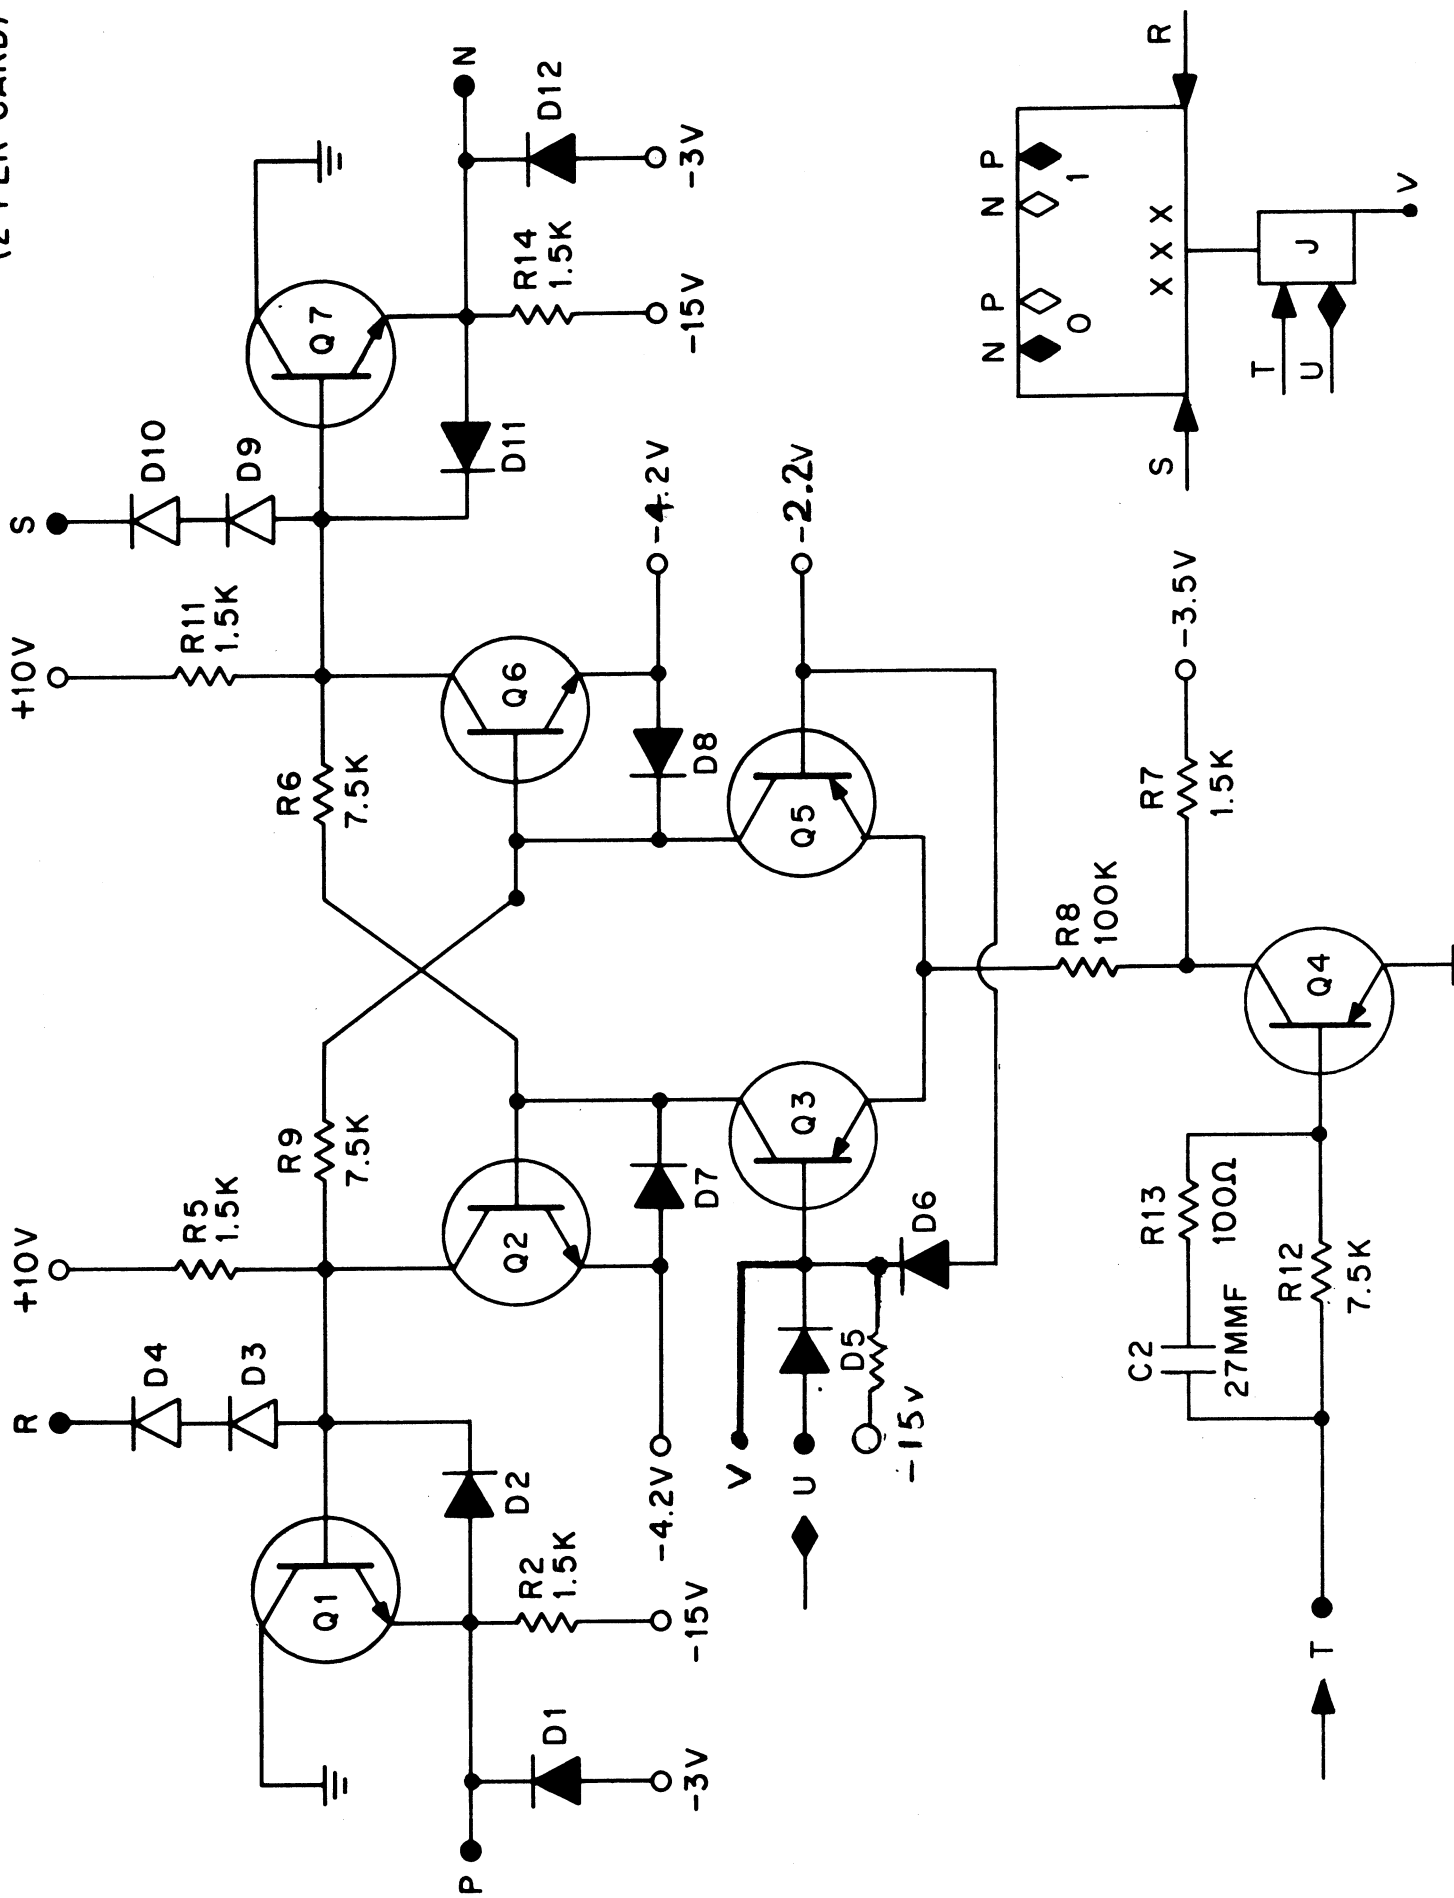 (2 PER CARD)
S
D10
D9
+10V
R11
1.5K
R
D4
D3
+10V
R5
1.5K
Q7
N
D12
-3V
R14
1.5K
-15V
D11
R6
7.5K
Q6
-4.2V
D8
R9
7.5K
Q2
D7
-4.2V
Q1
D2
R2
1.5K
-15V
P
D1
-3V
Q5
-2.2V
Q3
D6
D5
V
U
-15v
R8
100K
R7
1.5K
-3.5V
Q4
R13
100Ω
C2
27MMF
R12
7.5K
T
N P
0
N P
1
X X X
S
R
J
T
U
V